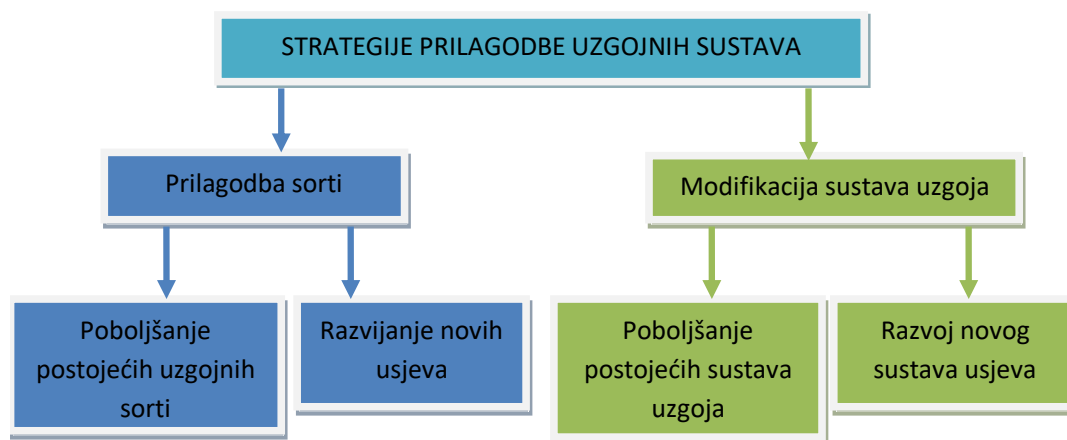 STRATEGIJE PRILAGODBE UZGOJNIH SUSTAVA
Prilagodba sorti
Modifikacija sustava uzgoja
Poboljšanje
postojećih uzgojnih
sorti
Razvijanje novih
usjeva
Poboljšanje
postojećih sustava
uzgoja
Razvoj novog
sustava usjeva